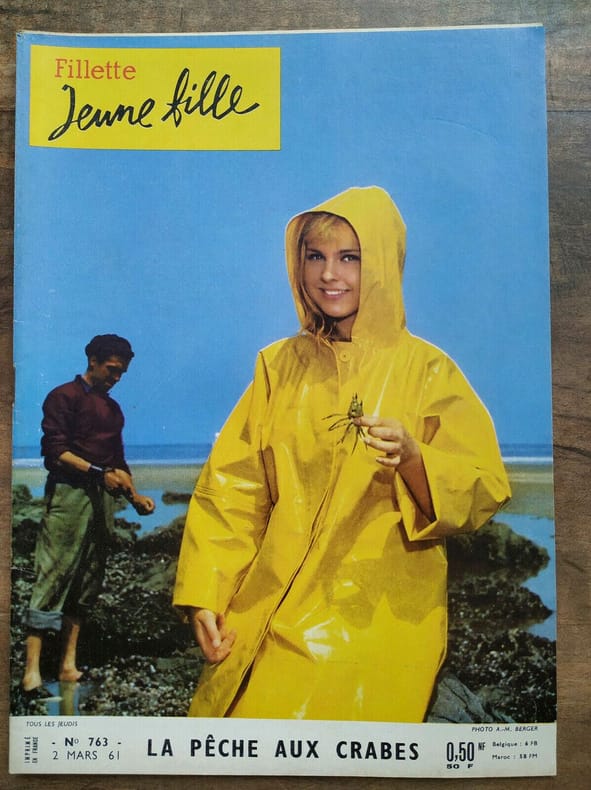 Fillette
Jeune fille
TOUS LES JEUDIS
PHOTO A.-M. BERGER
IMPRIMÉ
EN FRANCE
- No 763 -
2 MARS 61
LA PÊCHE AUX CRABES
0,50 NF
50 F
Belgique : 6 FB
Maroc : 58 FM